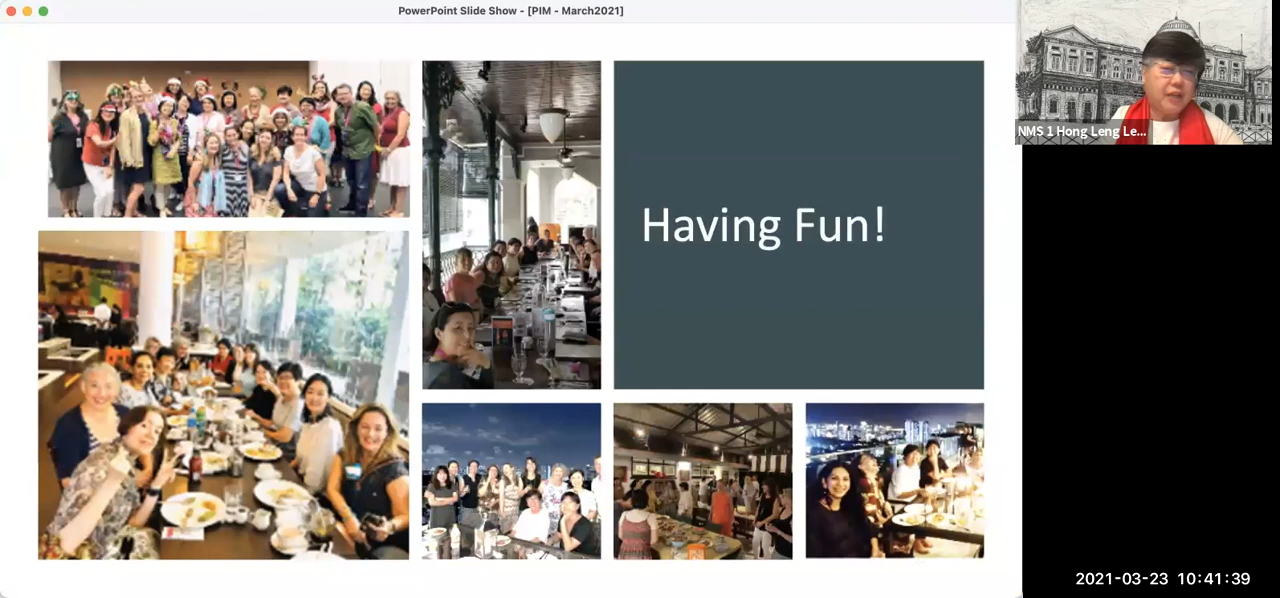 PowerPoint Slide Show - [PIM - March2021]
NMS 1 Hong Leng Le...
Having Fun!
2021-03-23 10:41:39